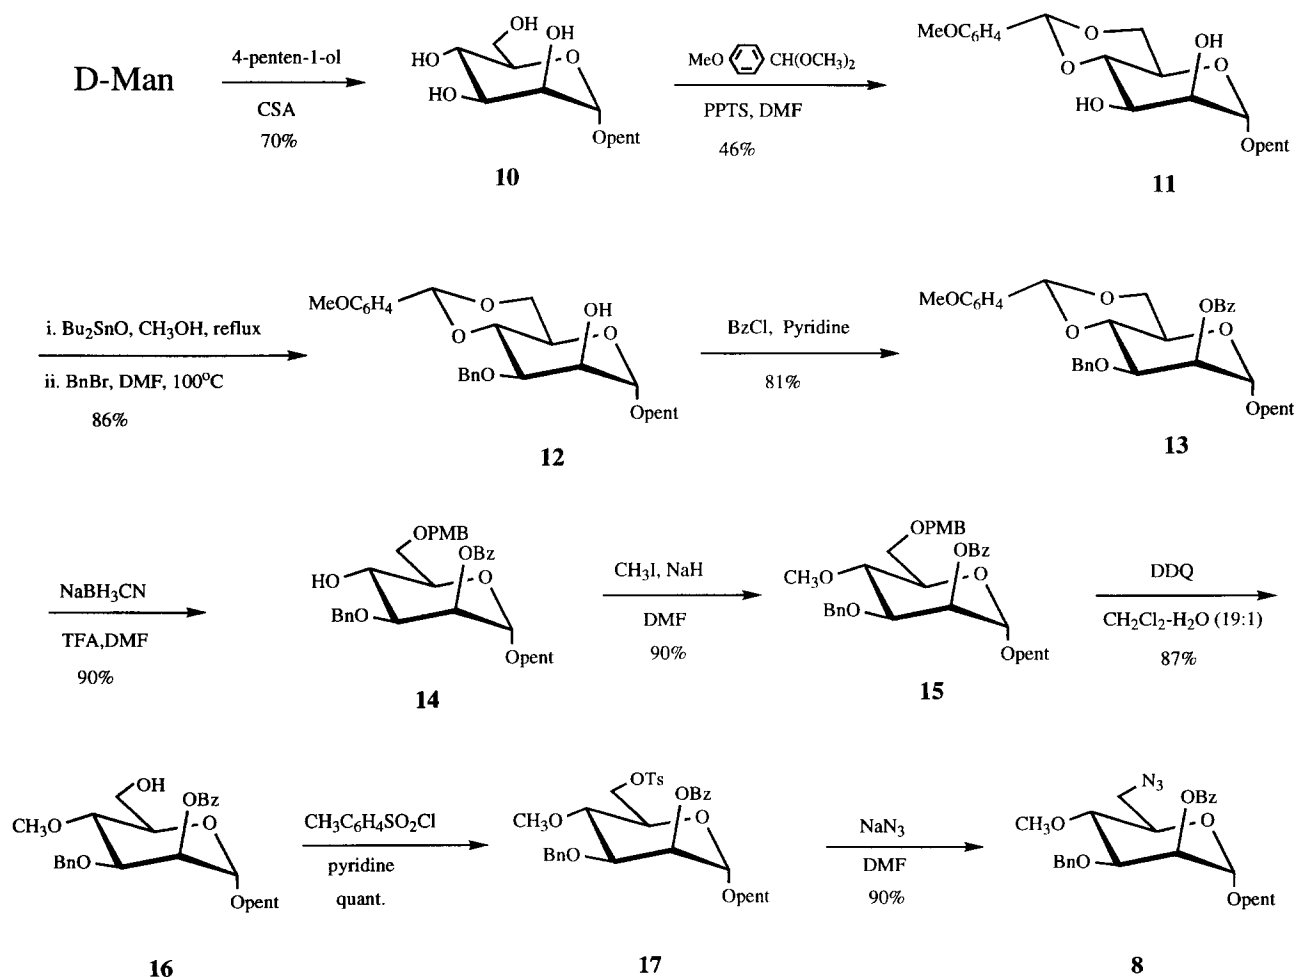 D-Man
4-penten-1-ol
CSA
70%
OH
OH
HO
O
HO
Opent
10
MeO CH(OCH₃)₂
PPTS, DMF
46%
MeOC₆H₄
O
OH
O
O
HO
Opent
11
i. Bu₂SnO, CH₃OH, reflux
ii. BnBr, DMF, 100°C
86%
MeOC₆H₄
O
OH
O
O
BnO
Opent
12
BzCl, Pyridine
81%
MeOC₆H₄
O
OBz
O
O
BnO
Opent
13
NaBH₃CN
TFA,DMF
90%
OPMB
OBz
HO
O
BnO
Opent
14
CH₃I, NaH
DMF
90%
OPMB
OBz
CH₃O
O
BnO
Opent
15
DDQ
CH₂Cl₂-H₂O (19:1)
87%
OH
OBz
CH₃O
O
BnO
Opent
16
CH₃C₆H₄SO₂Cl
pyridine
quant.
OTs
OBz
CH₃O
O
BnO
Opent
17
NaN₃
DMF
90%
N₃
OBz
CH₃O
O
BnO
Opent
8